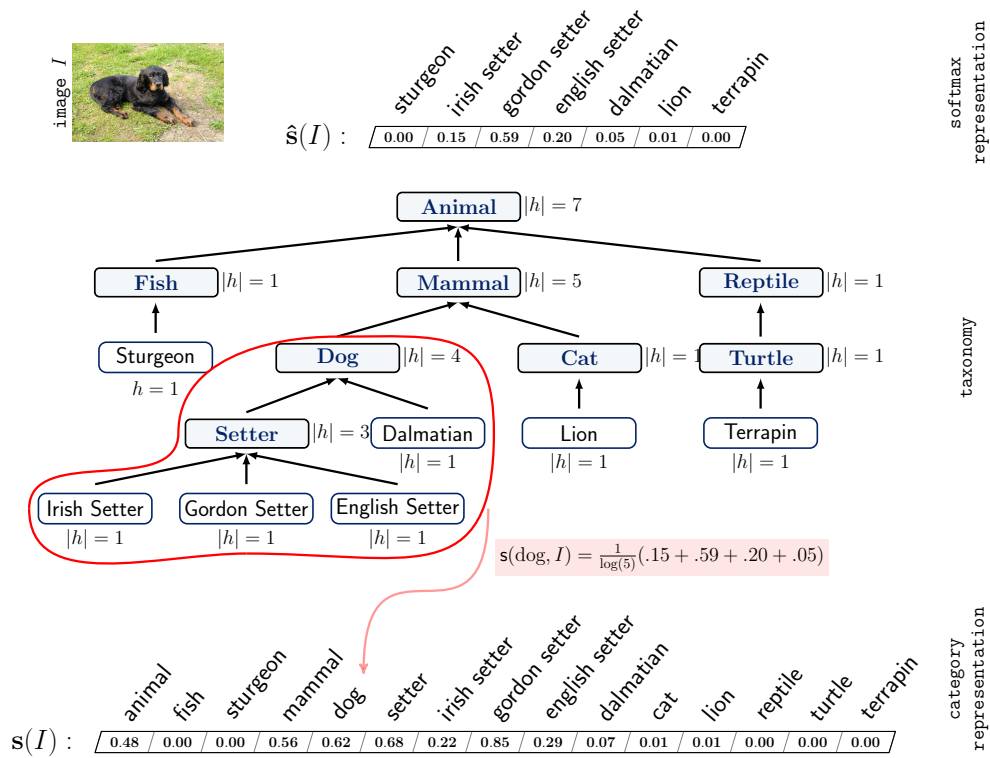 image I
sturgeon
irish setter
gordon setter
english setter
dalmatian
lion
terrapin
softmax
representation
ŝ(I) :
0.00 0.15 0.59 0.20 0.05 0.01 0.00
Animal |h| = 7
Fish |h| = 1
Mammal |h| = 5
Reptile |h| = 1
Sturgeon
h = 1
Dog |h| = 4
Cat |h| = 1
Turtle |h| = 1
taxonomy
Setter |h| = 3
Dalmatian
|h| = 1
Lion
|h| = 1
Terrapin
|h| = 1
Irish Setter
|h| = 1
Gordon Setter
|h| = 1
English Setter
|h| = 1
s(dog, I) = 1/log(5) (.15 + .59 + .20 + .05)
animal
fish
sturgeon
mammal
dog
setter
irish setter
gordon setter
english setter
dalmatian
cat
lion
reptile
turtle
terrapin
category
representation
s(I) :
0.48 0.00 0.00 0.56 0.62 0.68 0.22 0.85 0.29 0.07 0.01 0.01 0.00 0.00 0.00